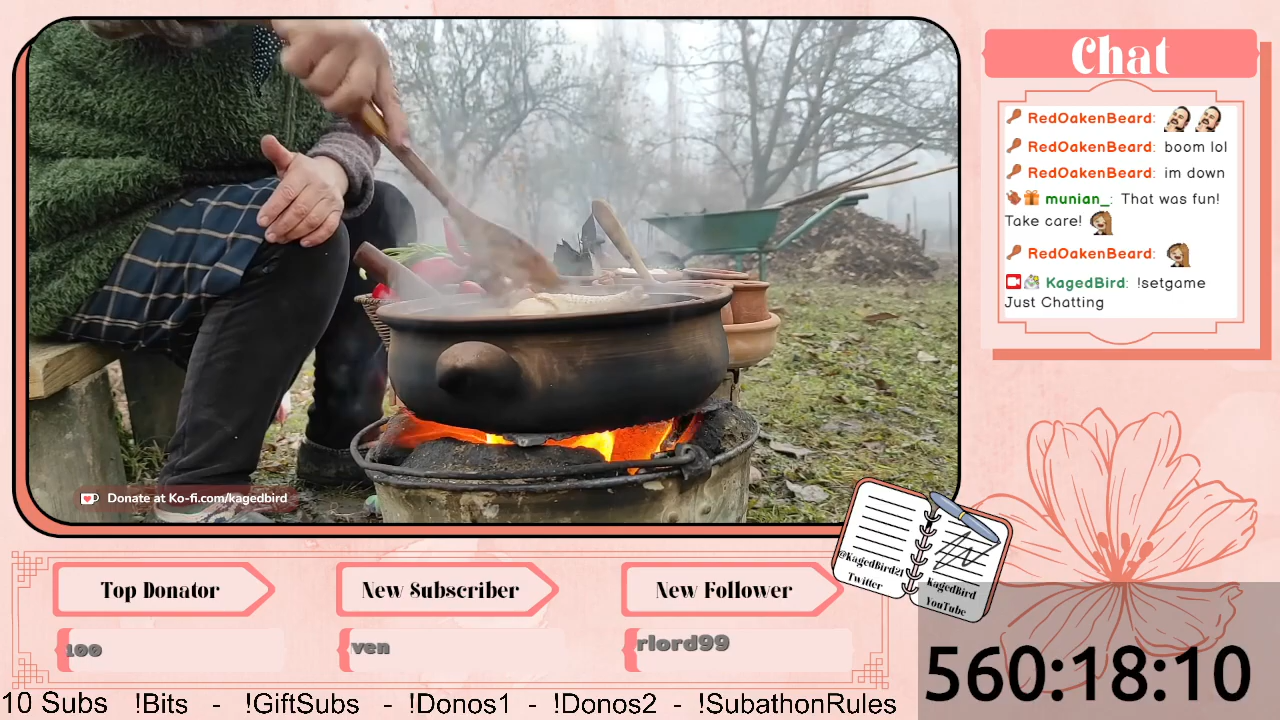 Chat
RedOakenBeard:
RedOakenBeard: boom lol
RedOakenBeard: im down
munian_: That was fun!
Take care!
RedOakenBeard:
KagedBird: !setgame
Just Chatting
Donate at Ko-fi.com/kagedbird
@KagedBird21
Twitter
KagedBird
YouTube
Top Donator
New Subscriber
New Follower
100
ven
rlord99
560:18:10
10 Subs !Bits - !GiftSubs - !Donos1 - !Donos2 - !SubathonRules